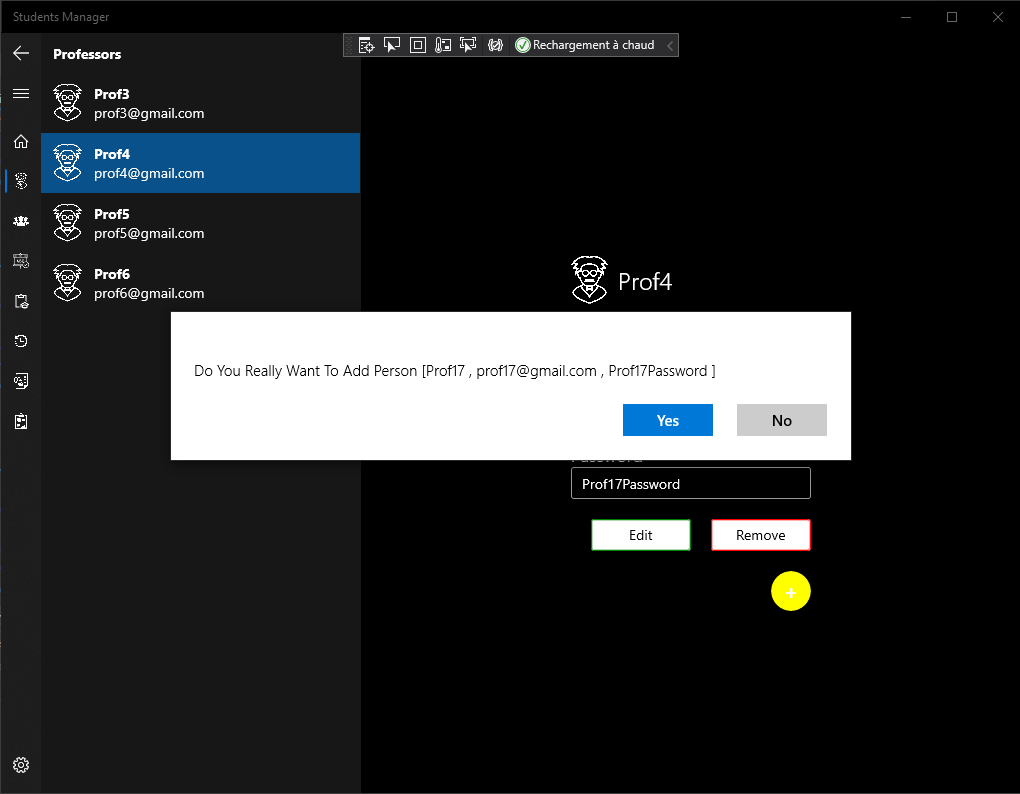 Students Manager
Professors
Rechargement à chaud
Prof3
prof3@gmail.com
Prof4
prof4@gmail.com
Prof5
prof5@gmail.com
Prof6
prof6@gmail.com
Prof4
Do You Really Want To Add Person [Prof17 , prof17@gmail.com , Prof17Password ]
Yes
No
Password
Prof17Password
Edit
Remove
+